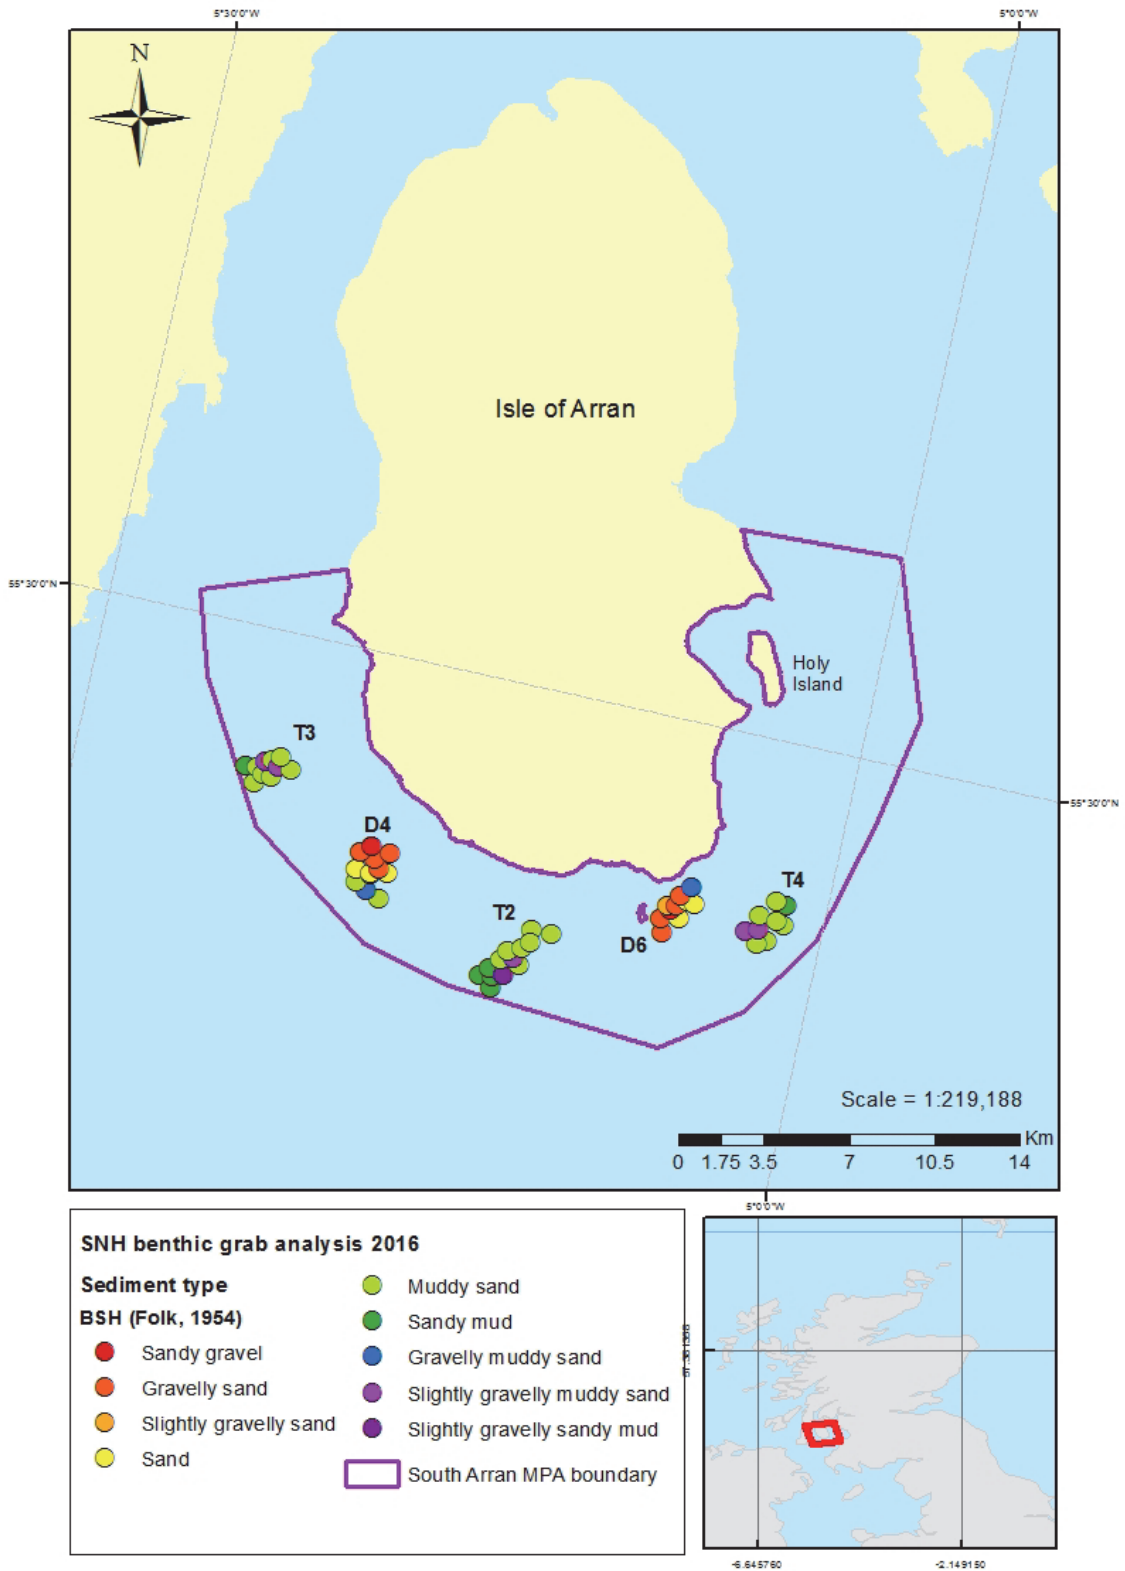 5°30'0"W
5°0'0"W
N
Isle of Arran
55°30'0"N
Holy
Island
T3
55°30'0"N
D4
T4
T2
D6
Scale = 1:219,188
Km
0 1.75 3.5 7 10.5 14
5°0'0"W
SNH benthic grab analysis 2016
Sediment type
BSH (Folk, 1954)
Sandy gravel
Gravelly sand
Slightly gravelly sand
Sand
Muddy sand
Sandy mud
Gravelly muddy sand
Slightly gravelly muddy sand
Slightly gravelly sandy mud
South Arran MPA boundary
-6.645760
-2.149150